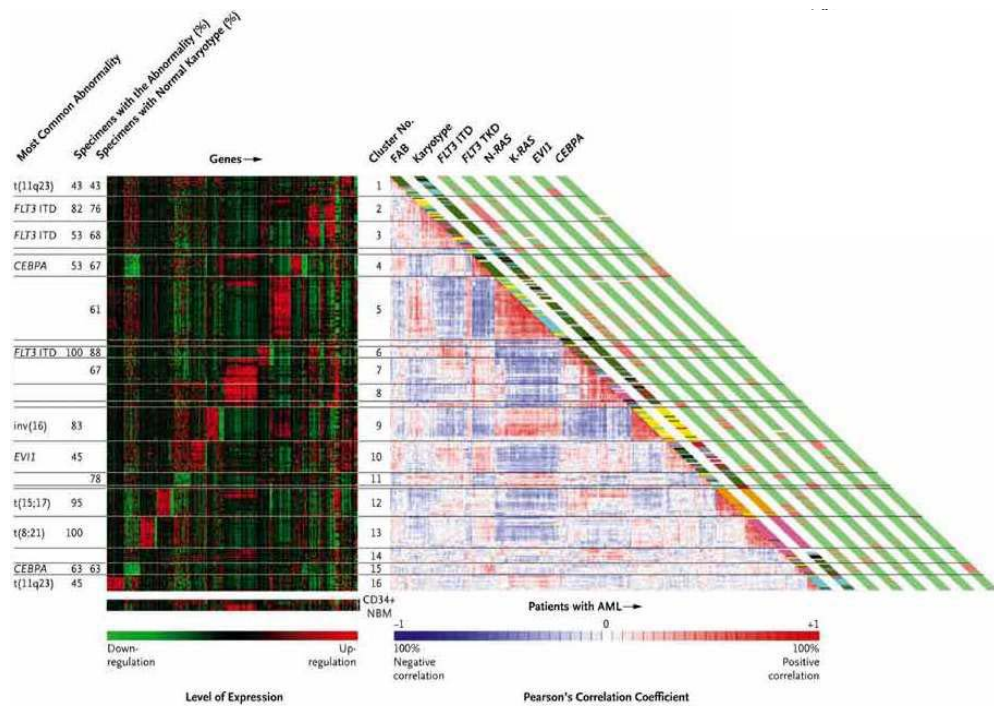 Most Common Abnormality
Specimens with the Abnormality (%)
Specimens with Normal Karyotype (%)
Genes
Cluster No.
FAB
Karyotype
FLT3 ITD
FLT3 TKD
N-RAS
K-RAS
EVI1
CEBPA
t(11q23) 43 43 1
FLT3 ITD 82 76 2
FLT3 ITD 53 68 3
CEBPA 53 67 4
61 5
FLT3 ITD 100 88 6
67 7
8
inv(16) 83 9
EVI1 45 10
78 11
t(15;17) 95 12
t(8;21) 100 13
14
CEBPA 63 63 15
t(11q23) 45 16
CD34+
NBM
Patients with AML
-1 0 +1
Down-
regulation
Up-
regulation
100%
Negative
correlation
100%
Positive
correlation
Level of Expression
Pearson's Correlation Coefficient